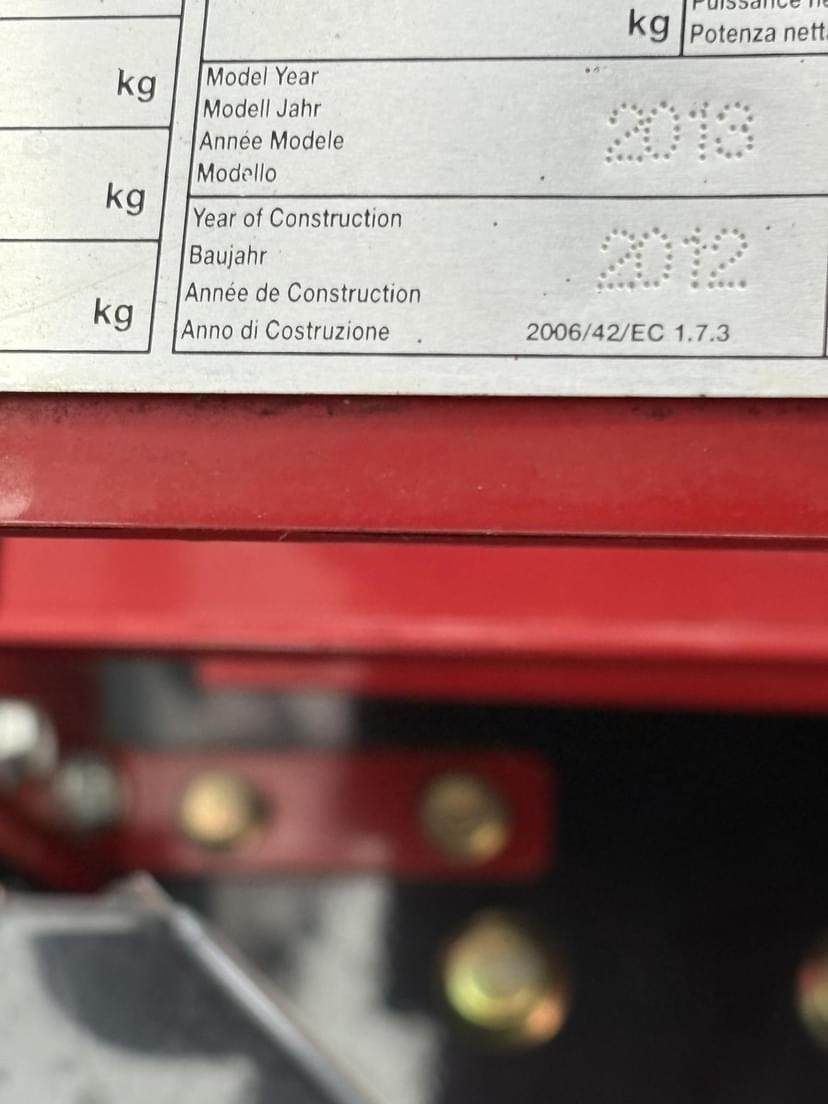 kg
Potenza
kg
Model Year
Modell Jahr
Année Modele
Modello
2013
kg
Year of Construction
Baujahr
Année de Construction
Anno di Costruzione
2012
2006/42/EC 1.7.3
kg